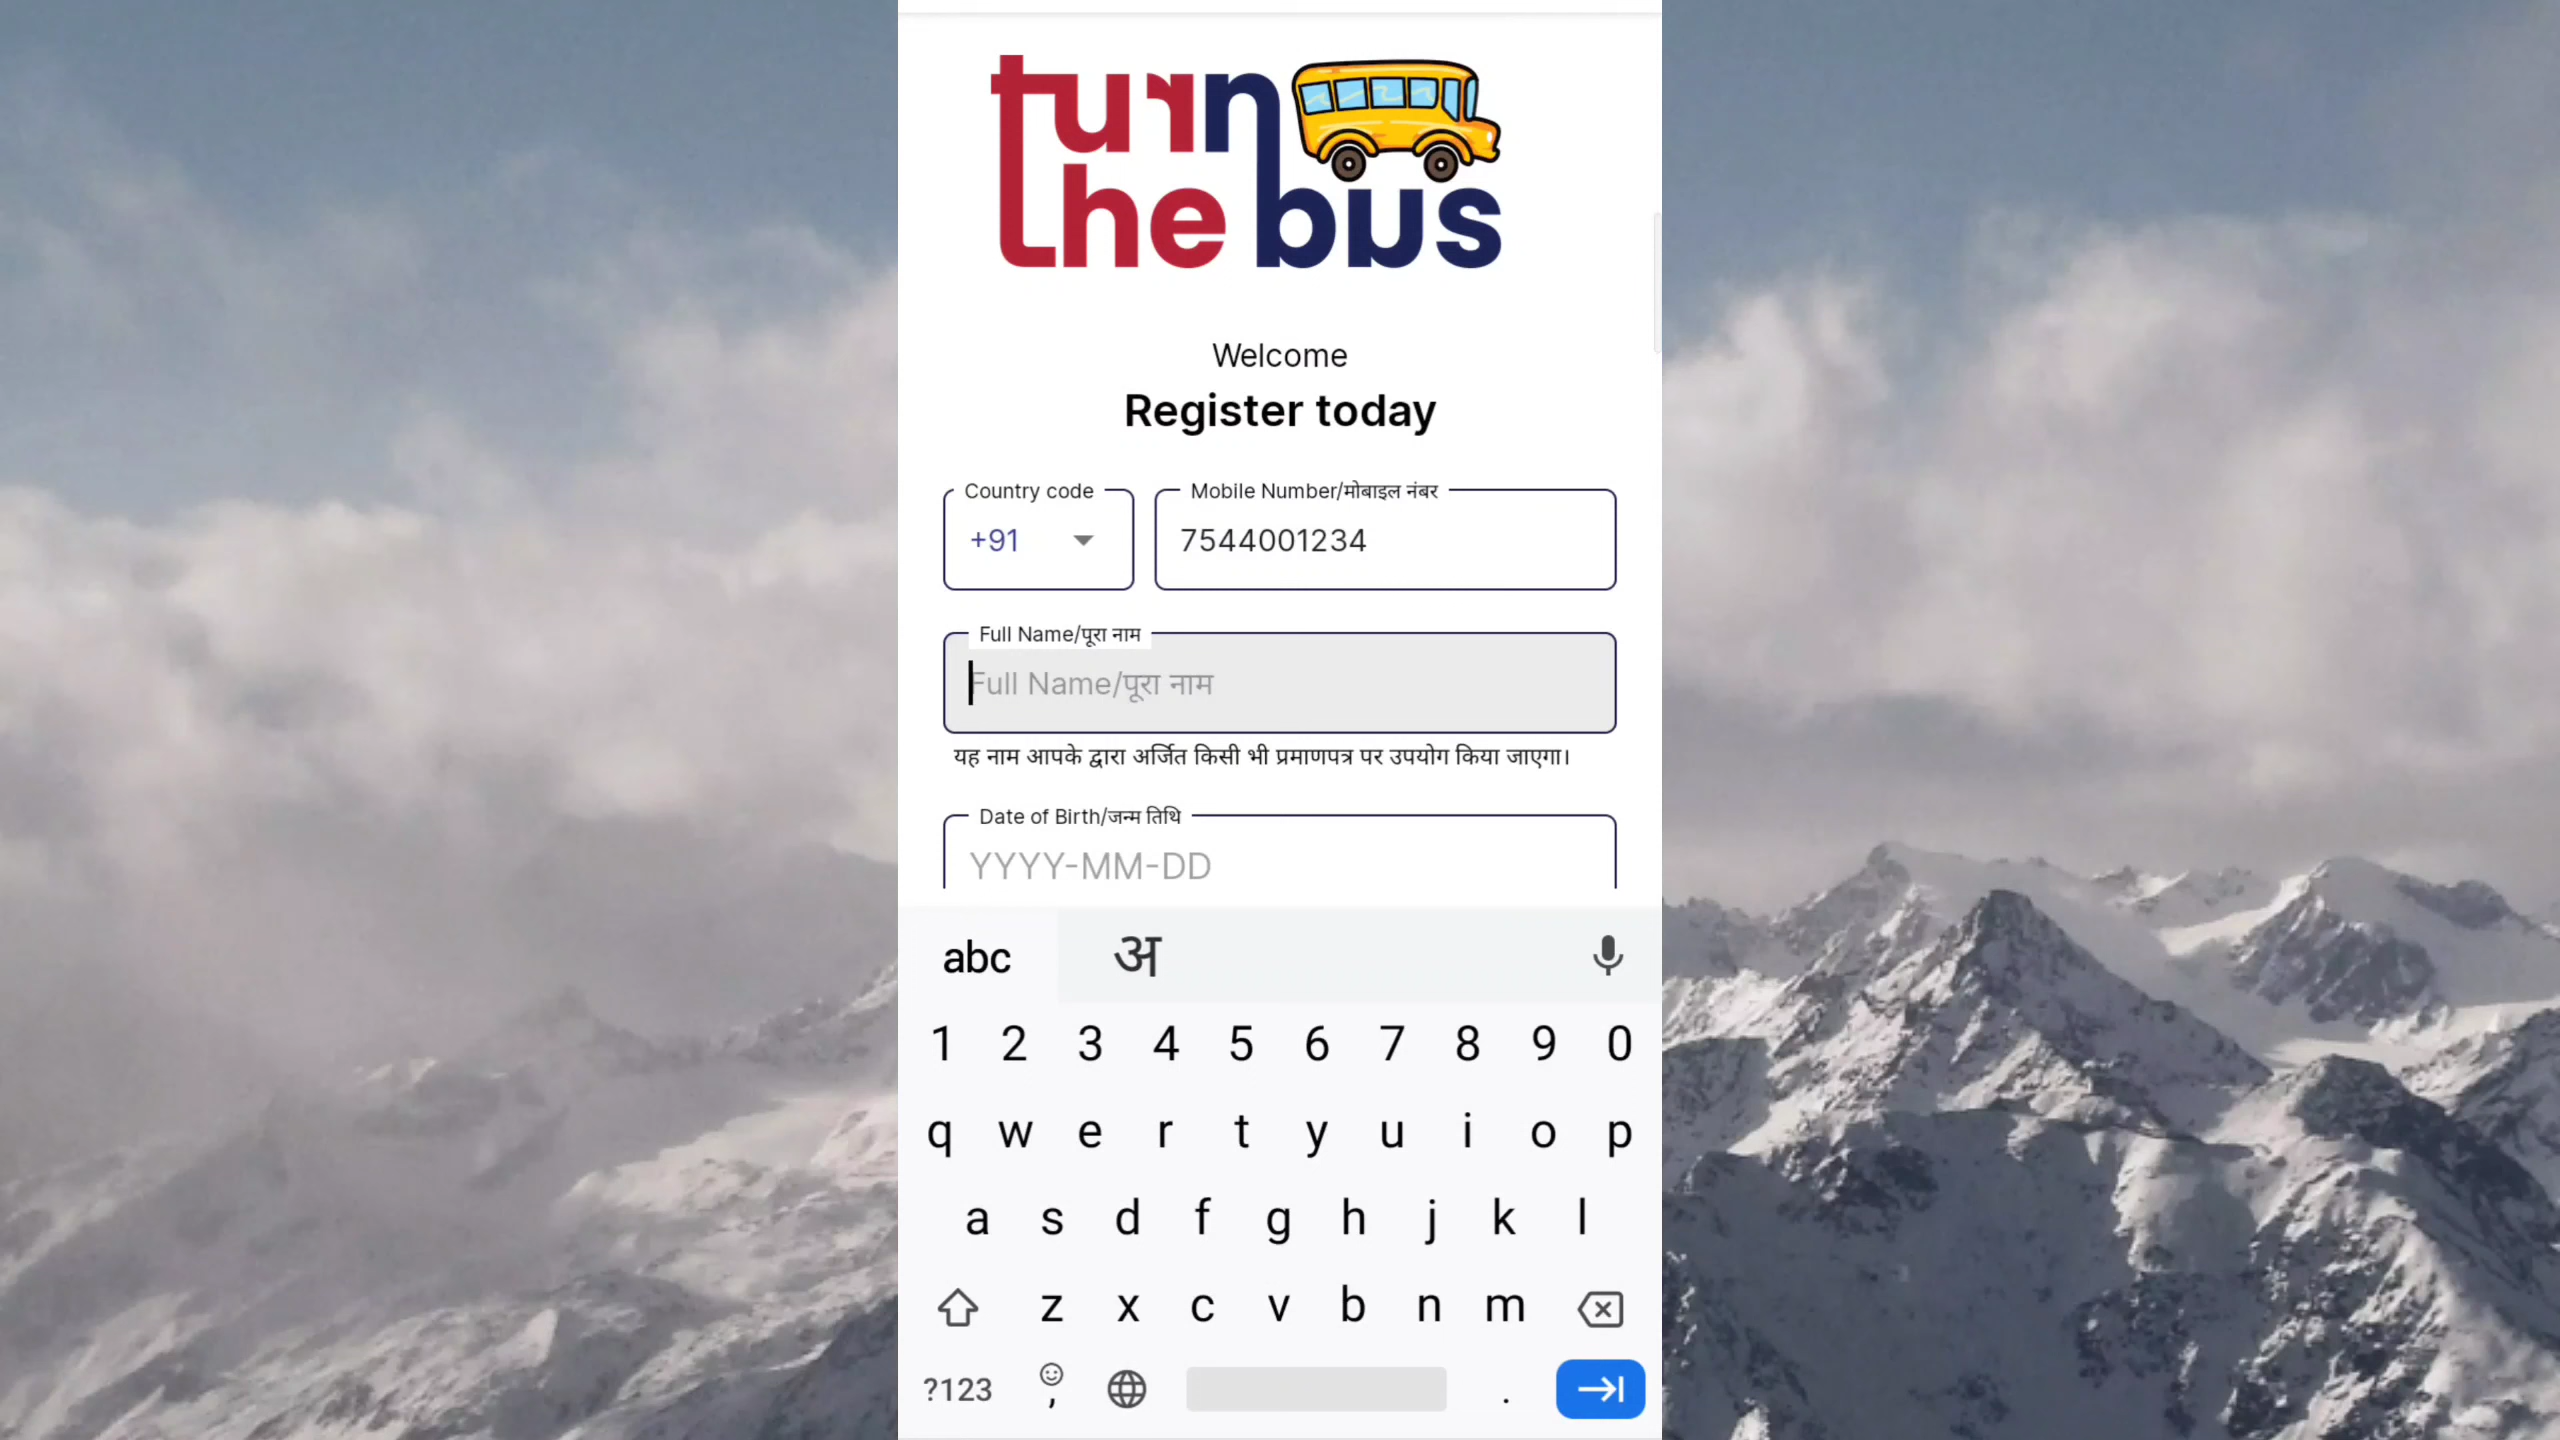 turn
the bus
Welcome
Register today
Country code
+91
Mobile Number/मोबाइल नंबर
7544001234
Full Name/पूरा नाम
Full Name/पूरा नाम
यह नाम आपके द्वारा अर्जित किसी भी प्रमाणपत्र पर उपयोग किया जाएगा।
Date of Birth/जन्म तिथि
YYYY-MM-DD
abc अ
1 2 3 4 5 6 7 8 9 0
q w e r t y u i o p
a s d f g h j k l
z x c v b n m
?123 , .